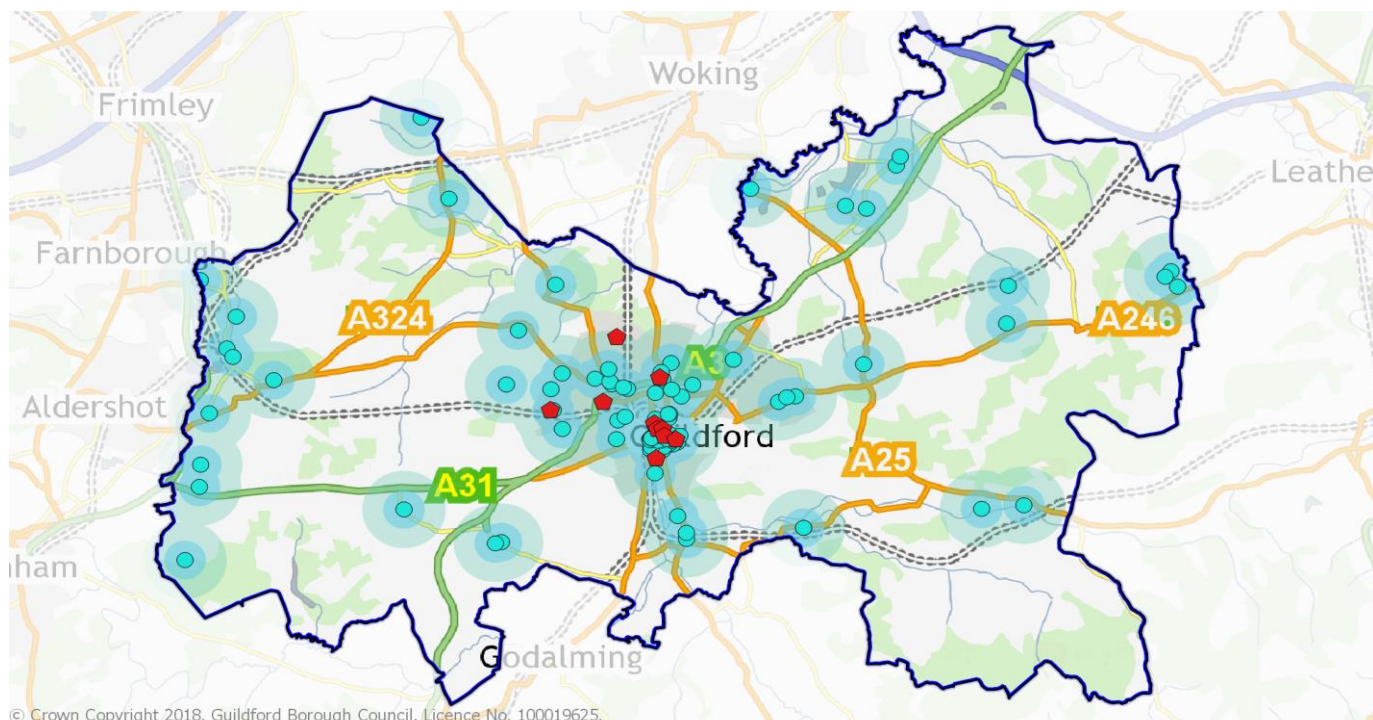 Woking
Frimley
Leathe
Farnborough
A324
A246
A3
Aldershot
Guildford
A25
A31
nham
Godalming
© Crown Copyright 2018. Guildford Borough Council. Licence No. 100019625.